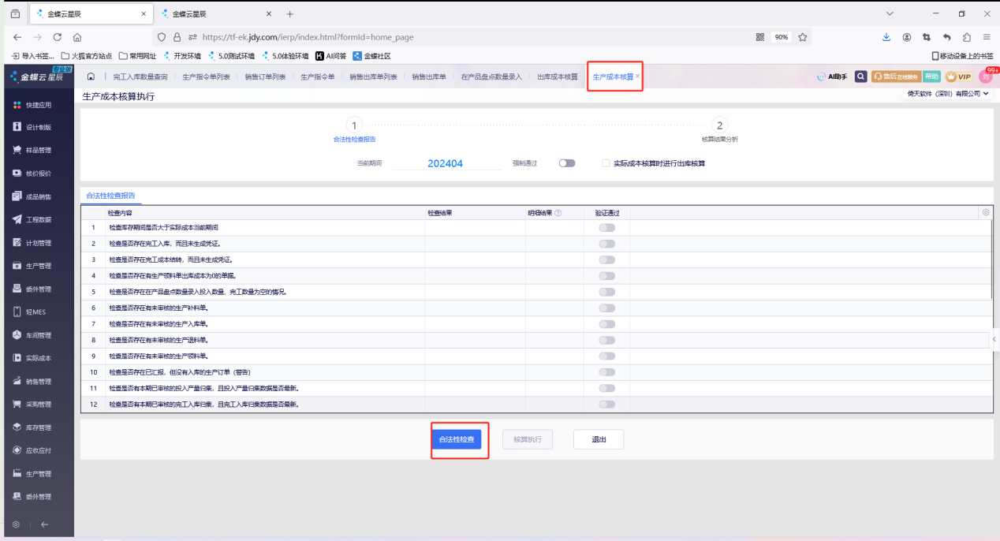 金蝶云星辰 × 金蝶云星辰 × +
https://tf-ek.jdy.com/ierp/index.html?formId=home_page 90%
导入书签... 火狐官方站点 常用网址 开发环境 5.0测试环境 5.0体验环境 AI问答 金蝶社区 移动设备上的书签
金蝶云星辰 专业版 完工入库数量查询 生产指令单列表 销售订单列表 生产指令单 销售出库单列表 销售出库单 在产品盘点数量录入 出库成本核算 生产成本核算 × AI助手 售后在线服务 帮助 VIP 刘 99+
生产成本核算执行 倚天软件（深圳）有限公司
快捷应用
设计制版
样品管理
核价报价
成品销售
工程数据
计划管理
生产管理
委外管理
轻MES
车间管理
实际成本
销售管理
采购管理
库存管理
应收应付
生产管理
委外管理
1 2
合法性检查报告 核算结果分析
当前期间 202404 强制通过 实际成本核算时进行出库核算
合法性检查报告
检查内容 检查结果 明细结果 验证通过
1 检查库存期间是否大于实际成本当前期间
2 检查是否存在完工入库，而且未生成凭证。
3 检查是否存在完工成本结转，而且未生成凭证。
4 检查是否存在有生产领料单出库成本为0的单据。
5 检查是否存在在产品盘点数量录入投入数量、完工数量为空的情况。
6 检查是否存在有未审核的生产补料单。
7 检查是否存在有未审核的生产入库单。
8 检查是否存在有未审核的生产退料单。
9 检查是否存在有未审核的生产领料单。
10 检查是否存在已汇报，但没有入库的生产订单（警告）
11 检查是否有本期已审核的投入产量归集，且投入产量归集数据是否最新。
12 检查是否有本期已审核的完工入库归集，且完工入库归集数据是否最新。
合法性检查 核算执行 退出